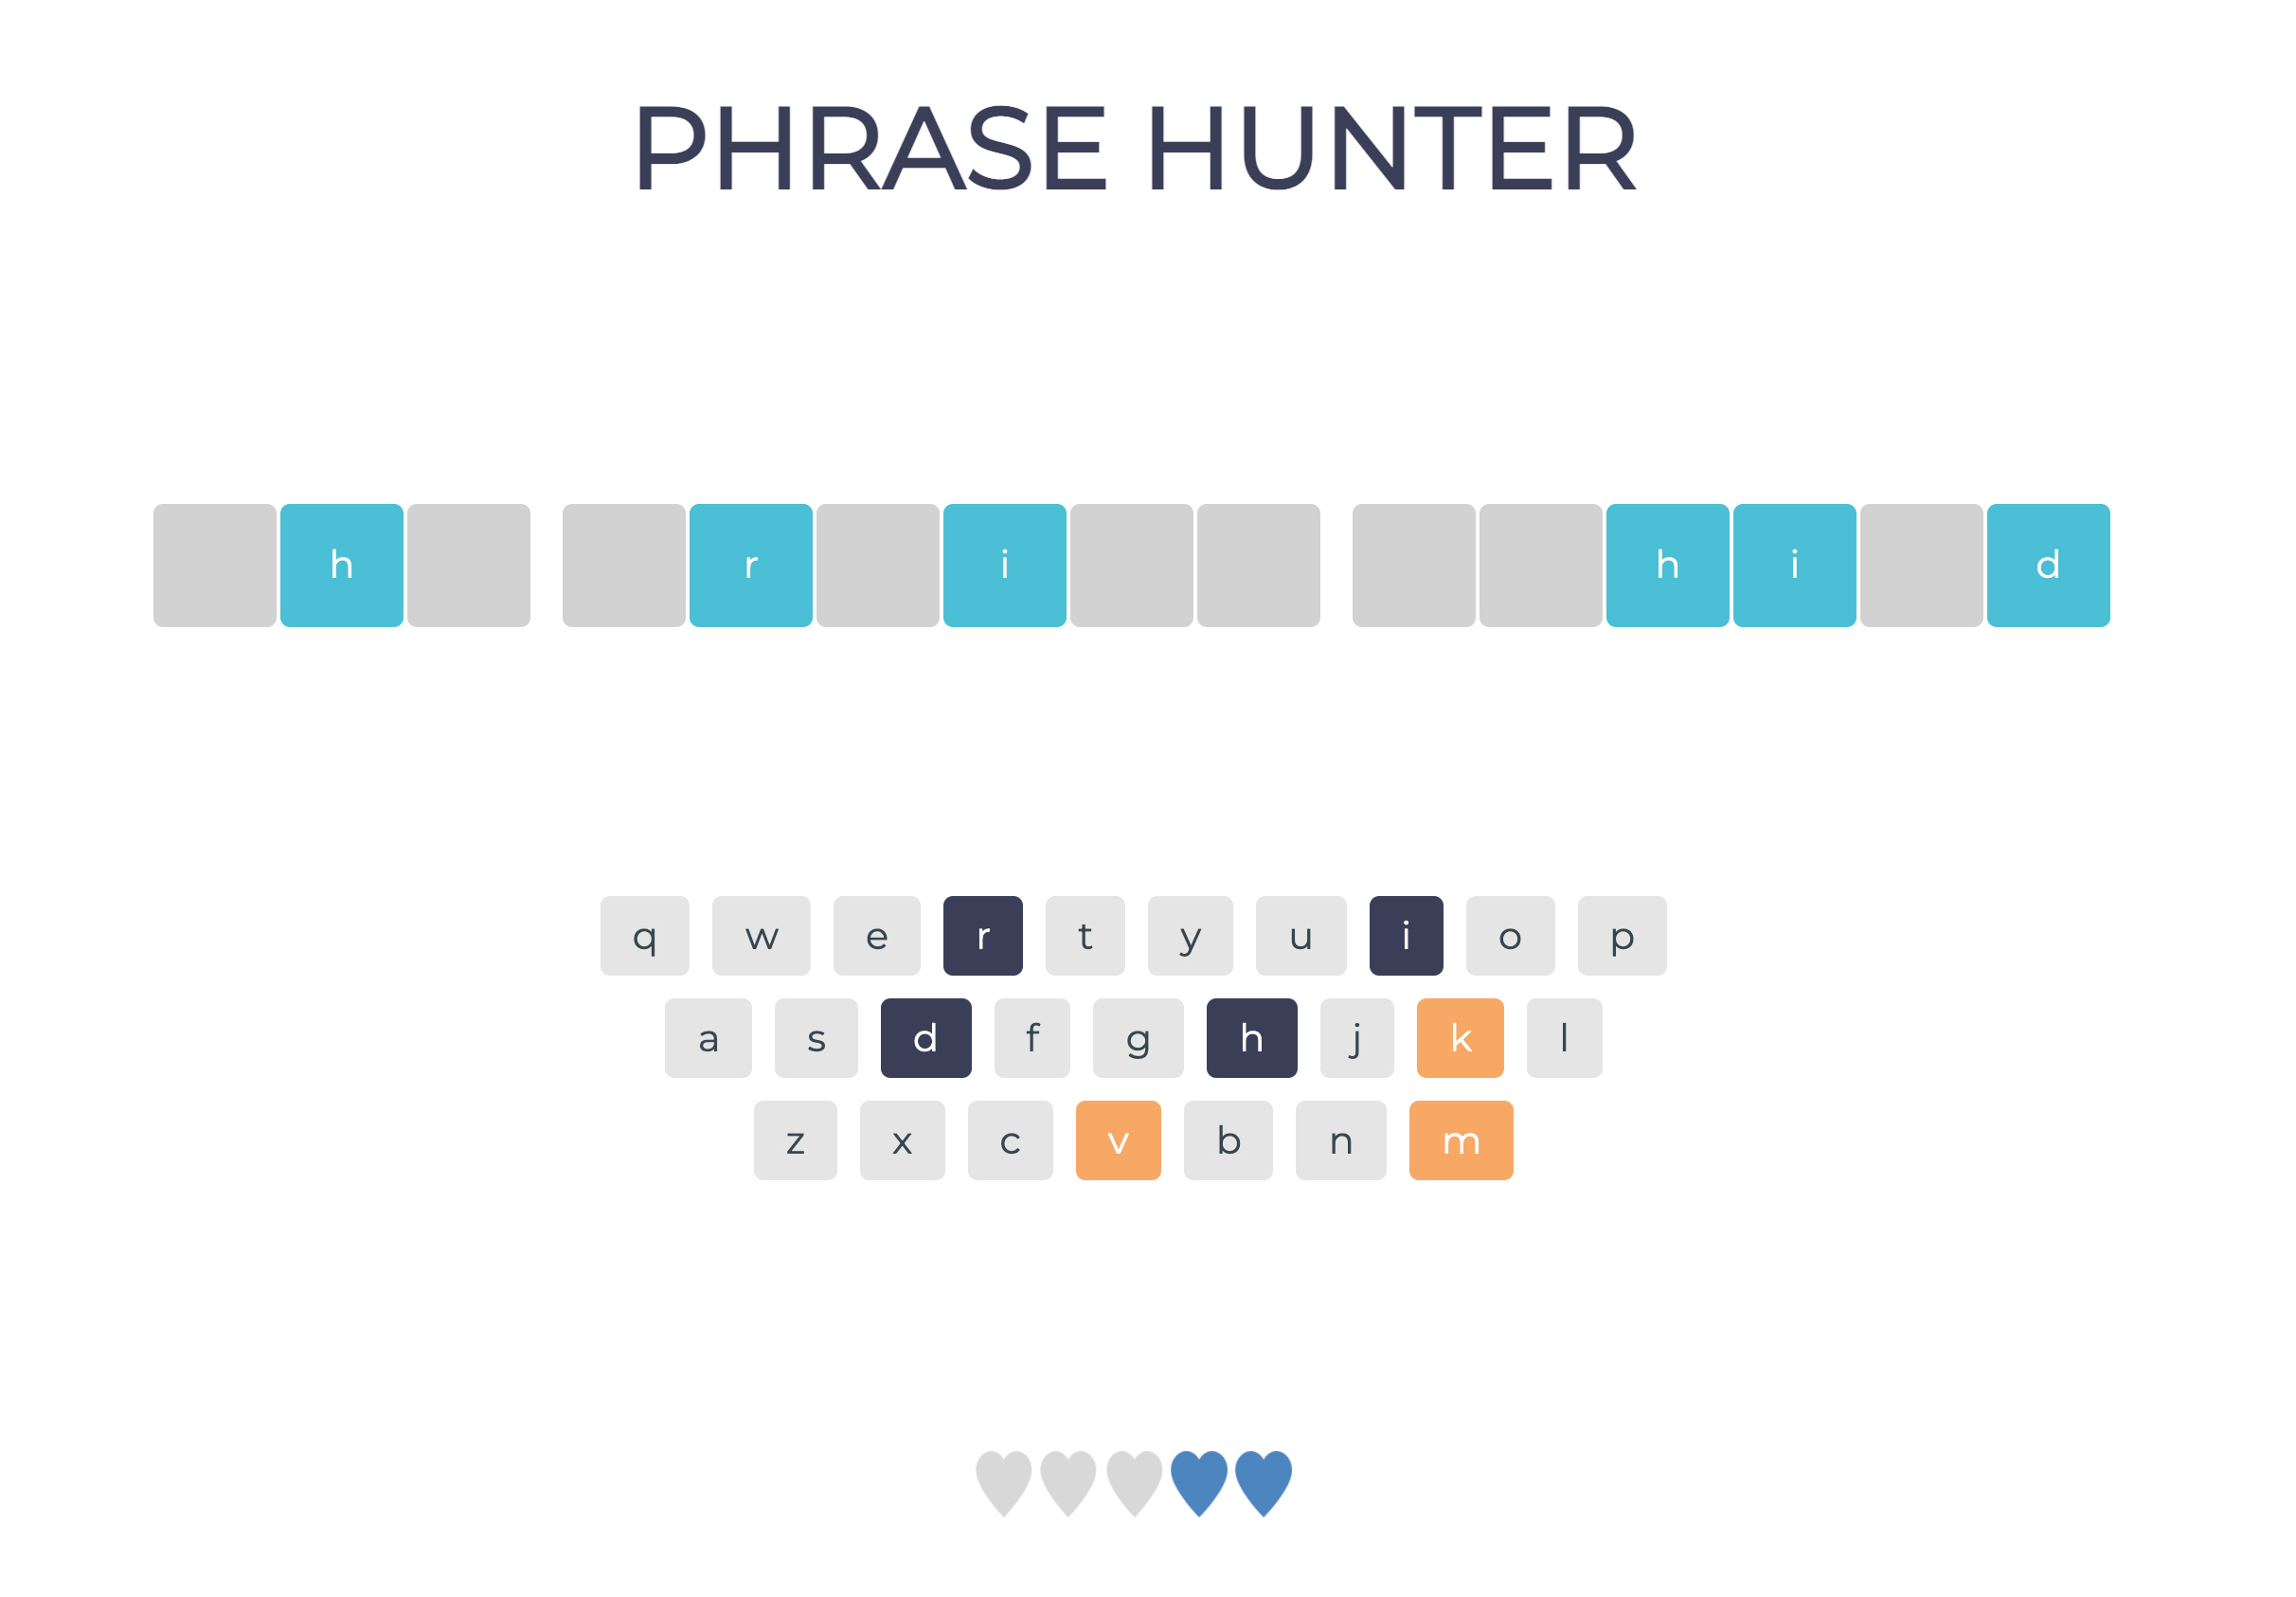 PHRASE HUNTER
h r i h i d
q w e r t y u i o p
a s d f g h j k l
z x c v b n m